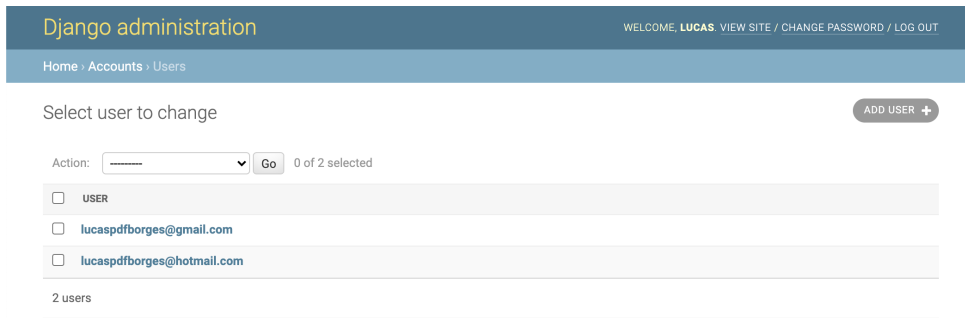 Django administration
WELCOME, LUCAS. VIEW SITE / CHANGE PASSWORD / LOG OUT
Home › Accounts › Users
Select user to change
ADD USER +
Action: --------- Go 0 of 2 selected
USER
lucaspdfborges@gmail.com
lucaspdfborges@hotmail.com
2 users